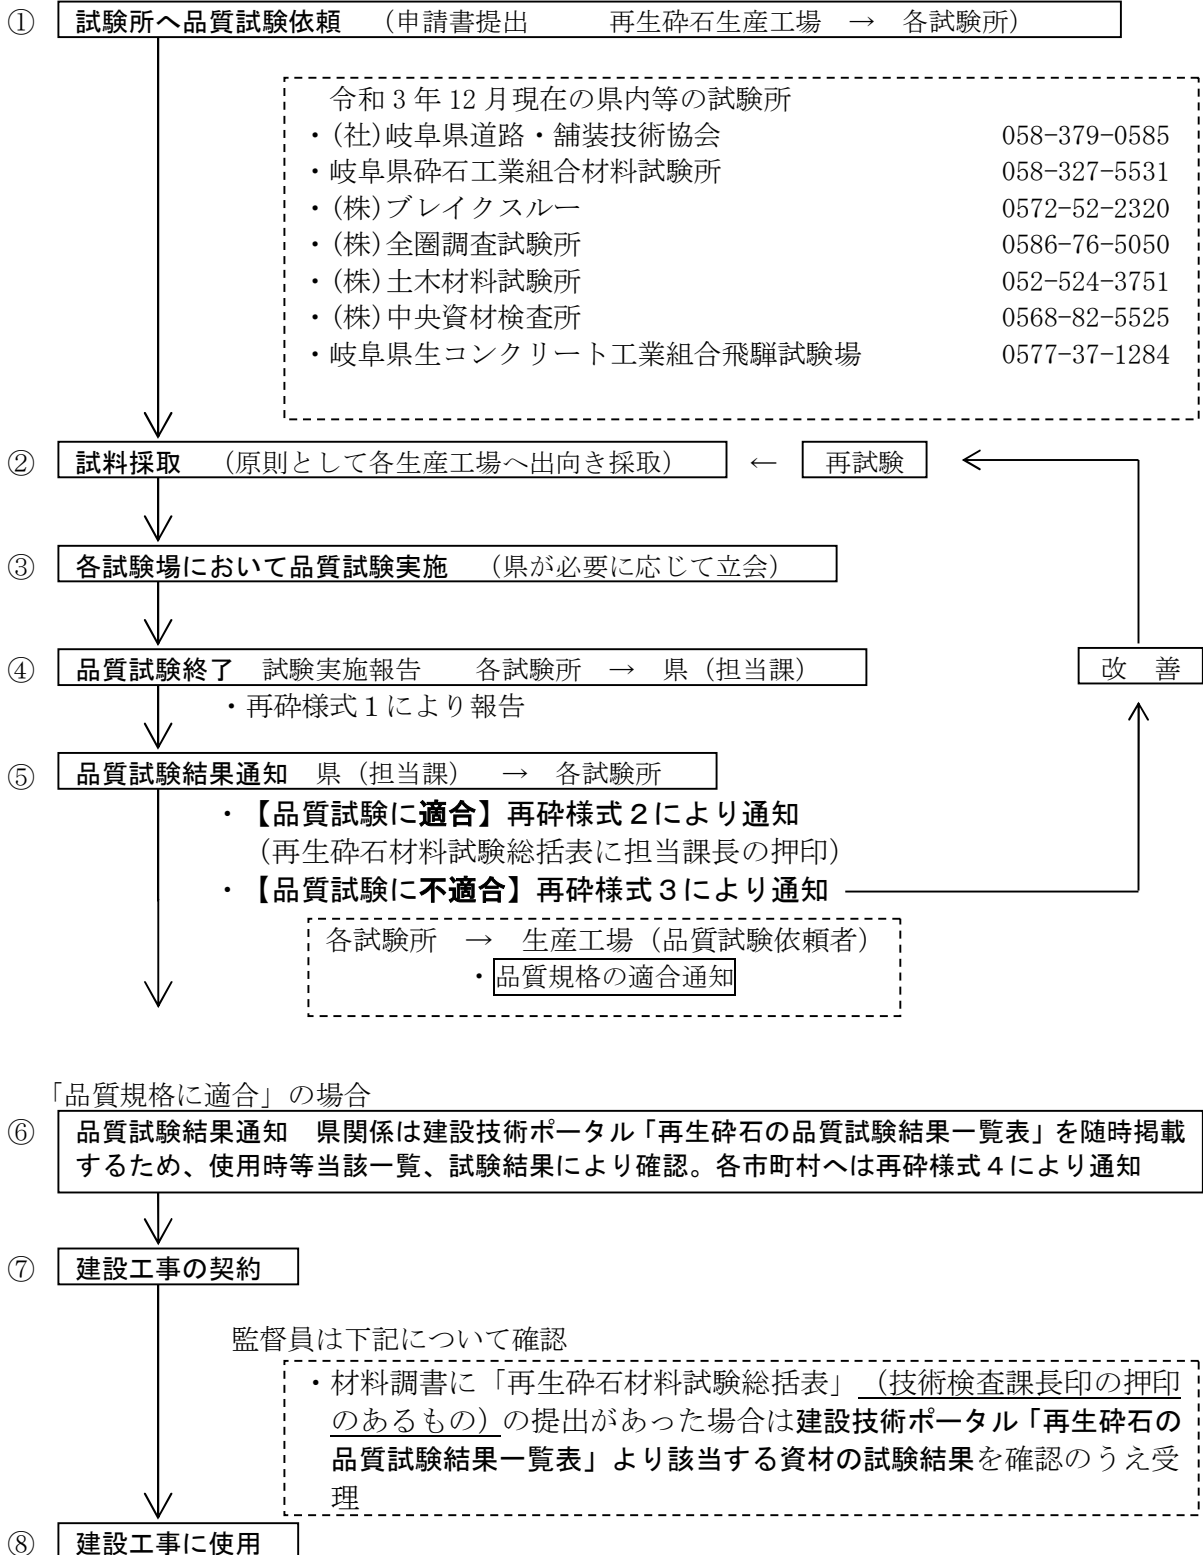 ① 試験所へ品質試験依頼 （申請書提出 再生砕石生産工場 → 各試験所）
令和３年 12 月現在の県内等の試験所
・(社)岐阜県道路・舗装技術協会 058-379-0585
・岐阜県砕石工業組合材料試験所 058-327-5531
・(株)ブレイクスルー 0572-52-2320
・(株)全圏調査試験所 0586-76-5050
・(株)土木材料試験所 052-524-3751
・(株)中央資材検査所 0568-82-5525
・岐阜県生コンクリート工業組合飛騨試験場 0577-37-1284
② 試料採取 （原則として各生産工場へ出向き採取） ← 再試験
③ 各試験場において品質試験実施 （県が必要に応じて立会）
④ 品質試験終了 試験実施報告 各試験所 → 県（担当課） 改 善
・再砕様式１により報告
⑤ 品質試験結果通知 県（担当課） → 各試験所
・【品質試験に適合】再砕様式２により通知
（再生砕石材料試験総括表に担当課長の押印）
・【品質試験に不適合】再砕様式３により通知
各試験所 → 生産工場（品質試験依頼者）
・品質規格の適合通知
「品質規格に適合」の場合
⑥ 品質試験結果通知 県関係は建設技術ポータル「再生砕石の品質試験結果一覧表」を随時掲載
するため、使用時等当該一覧、試験結果により確認。各市町村へは再砕様式４により通知
⑦ 建設工事の契約
監督員は下記について確認
・材料調書に「再生砕石材料試験総括表」（技術検査課長印の押印
のあるもの）の提出があった場合は建設技術ポータル「再生砕石の
品質試験結果一覧表」より該当する資材の試験結果を確認のうえ受
理
⑧ 建設工事に使用